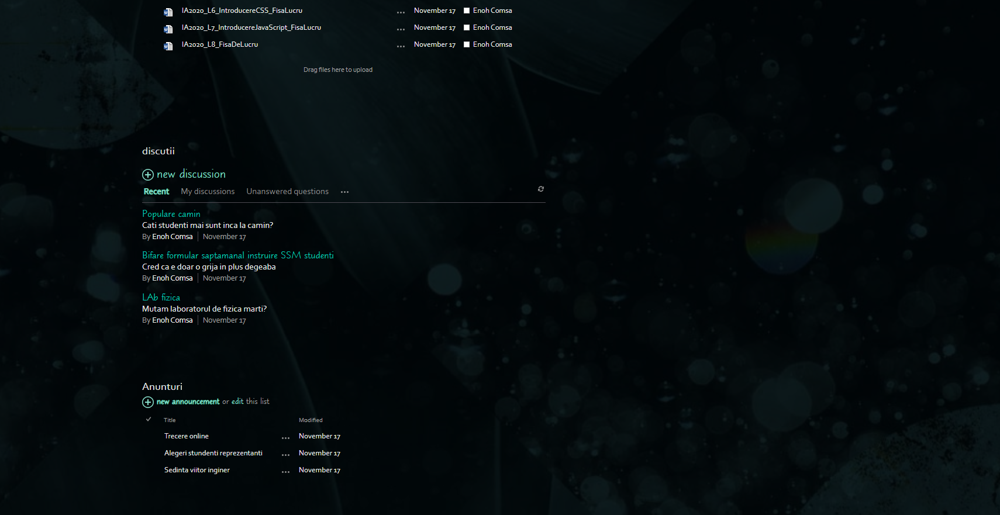 IA2020_L6_IntroducereCSS_FisaLucru ... November 17 Enoh Comsa
IA2020_L7_IntroducereJavaScript_FisaLucru ... November 17 Enoh Comsa
IA2020_L8_FisaDeLucru ... November 17 Enoh Comsa
Drag files here to upload
discutii
new discussion
Recent My discussions Unanswered questions ...
Populare camin
Cati studenti mai sunt inca la camin?
By Enoh Comsa | November 17
Bifare formular saptamanal instruire SSM studenti
Cred ca e doar o grija in plus degeaba
By Enoh Comsa | November 17
LAb fizica
Mutam laboratorul de fizica marti?
By Enoh Comsa | November 17
Anunturi
new announcement or edit this list
Title Modified
Trecere online ... November 17
Alegeri stundenti reprezentanti ... November 17
Sedinta viitor inginer ... November 17